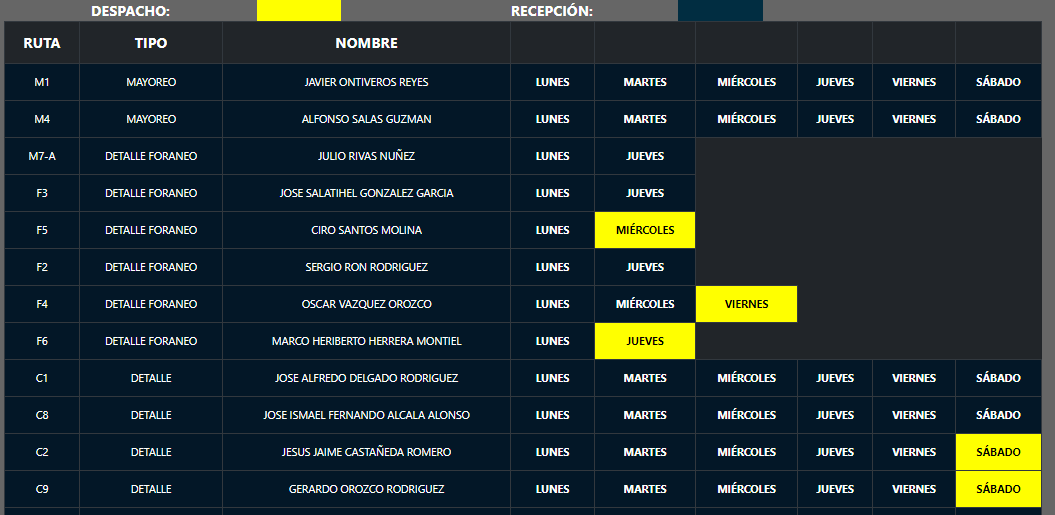 DESPACHO: RECEPCIÓN:
RUTA TIPO NOMBRE
M1 MAYOREO JAVIER ONTIVEROS REYES LUNES MARTES MIÉRCOLES JUEVES VIERNES SÁBADO
M4 MAYOREO ALFONSO SALAS GUZMAN LUNES MARTES MIÉRCOLES JUEVES VIERNES SÁBADO
M7-A DETALLE FORANEO JULIO RIVAS NUÑEZ LUNES JUEVES
F3 DETALLE FORANEO JOSE SALATIHEL GONZALEZ GARCIA LUNES JUEVES
F5 DETALLE FORANEO CIRO SANTOS MOLINA LUNES MIÉRCOLES
F2 DETALLE FORANEO SERGIO RON RODRIGUEZ LUNES JUEVES
F4 DETALLE FORANEO OSCAR VAZQUEZ OROZCO LUNES MIÉRCOLES VIERNES
F6 DETALLE FORANEO MARCO HERIBERTO HERRERA MONTIEL LUNES JUEVES
C1 DETALLE JOSE ALFREDO DELGADO RODRIGUEZ LUNES MARTES MIÉRCOLES JUEVES VIERNES SÁBADO
C8 DETALLE JOSE ISMAEL FERNANDO ALCALA ALONSO LUNES MARTES MIÉRCOLES JUEVES VIERNES SÁBADO
C2 DETALLE JESUS JAIME CASTAÑEDA ROMERO LUNES MARTES MIÉRCOLES JUEVES VIERNES SÁBADO
C9 DETALLE GERARDO OROZCO RODRIGUEZ LUNES MARTES MIÉRCOLES JUEVES VIERNES SÁBADO